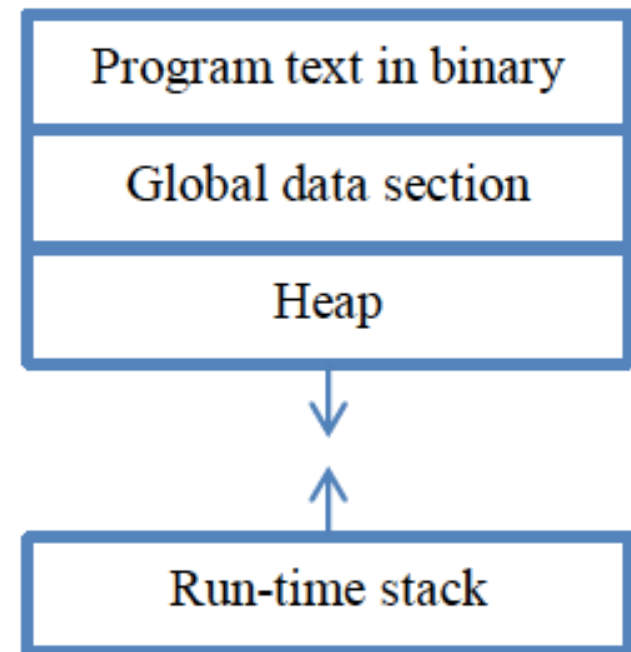 Program text in binary
Global data section
Heap
Run-time stack